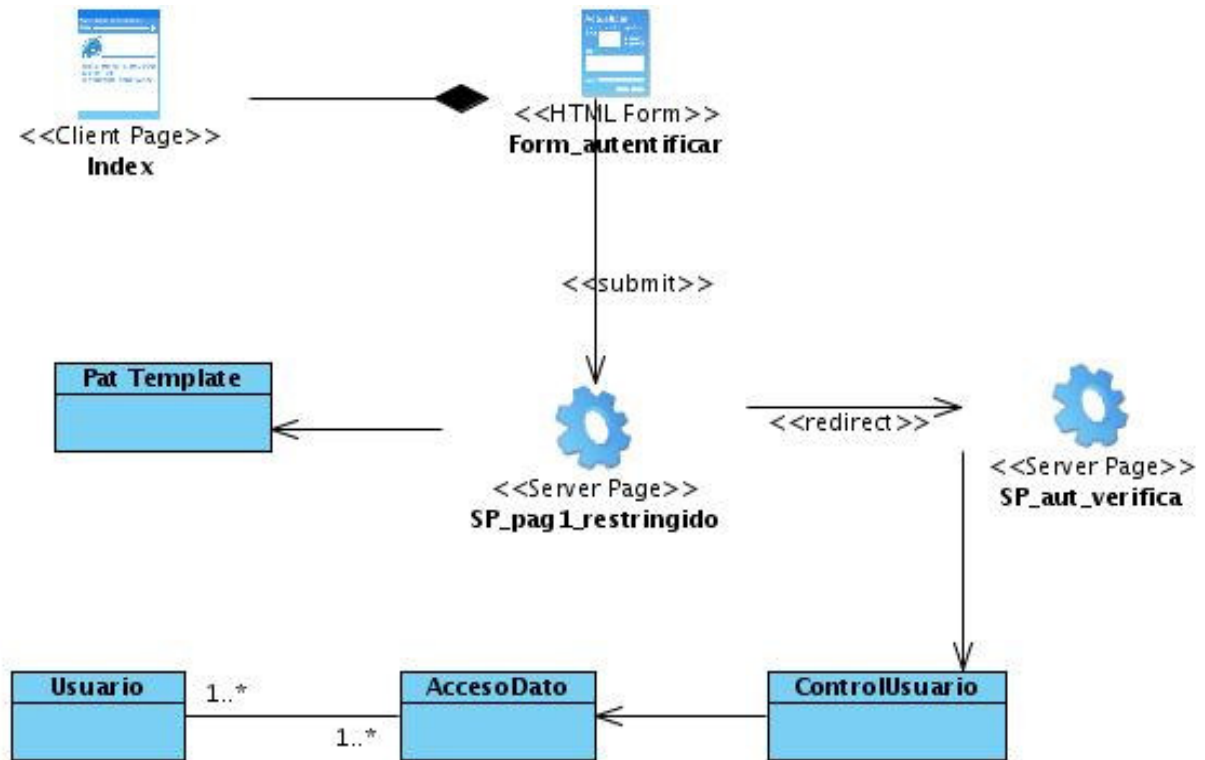 <<Client Page>>
Index
<<HTML Form>>
Form_autentificar
<<submit>>
Pat Template
<<redirect>>
<<Server Page>>
SP_pag1_restringido
<<Server Page>>
SP_aut_verifica
Usuario
1..*
1..*
AccesoDato
ControlUsuario